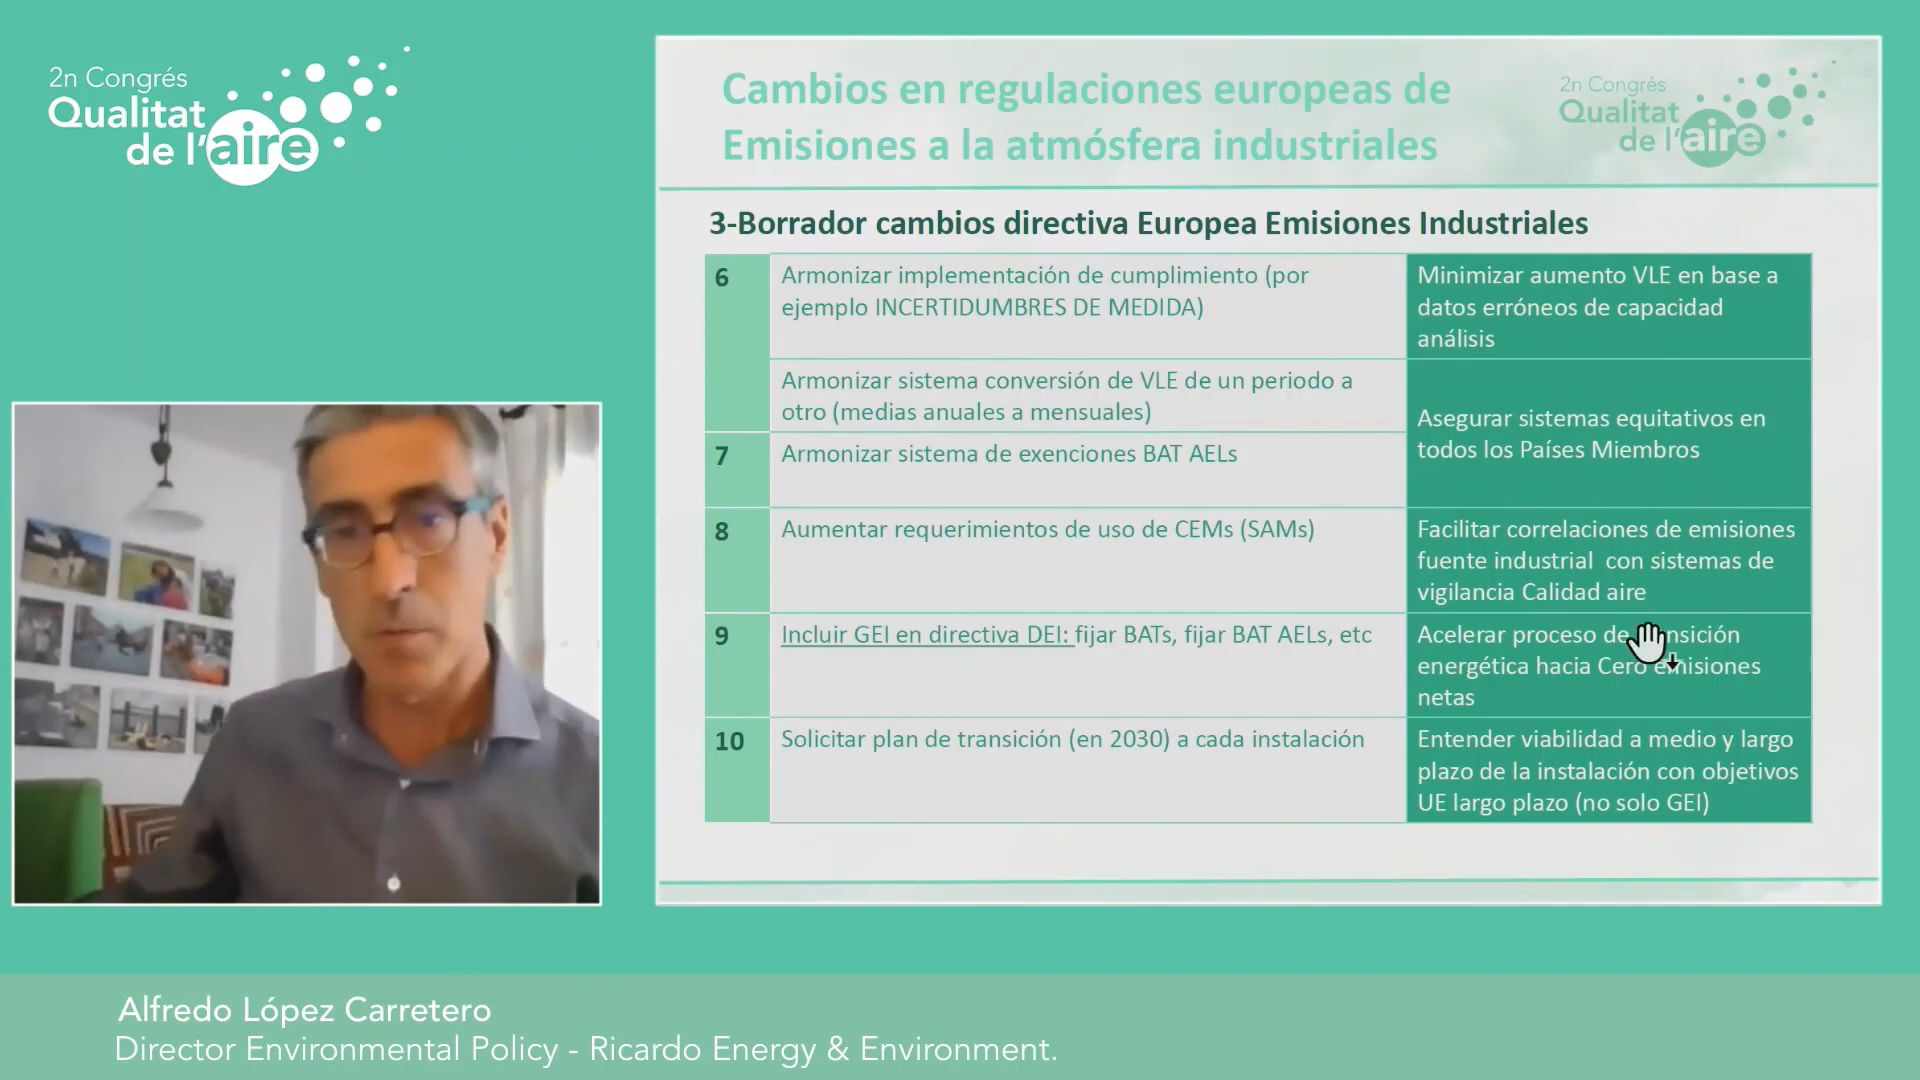 2n Congrés
Qualitat
de l'aire
Cambios en regulaciones europeas de
Emisiones a la atmósfera industriales
2n Congrés
Qualitat
de l'aire
3-Borrador cambios directiva Europea Emisiones Industriales
6
Armonizar implementación de cumplimiento (por
ejemplo INCERTIDUMBRES DE MEDIDA)
Minimizar aumento VLE en base a
datos erróneos de capacidad
análisis
Armonizar sistema conversión de VLE de un periodo a
otro (medias anuales a mensuales)
Asegurar sistemas equitativos en
todos los Países Miembros
7
Armonizar sistema de exenciones BAT AELs
8
Aumentar requerimientos de uso de CEMs (SAMs)
Facilitar correlaciones de emisiones
fuente industrial con sistemas de
vigilancia Calidad aire
9
Incluir GEI en directiva DEI: fijar BATs, fijar BAT AELs, etc
Acelerar proceso de transición
energética hacia Cero emisiones
netas
10
Solicitar plan de transición (en 2030) a cada instalación
Entender viabilidad a medio y largo
plazo de la instalación con objetivos
UE largo plazo (no solo GEI)
Alfredo López Carretero
Director Environmental Policy - Ricardo Energy & Environment.